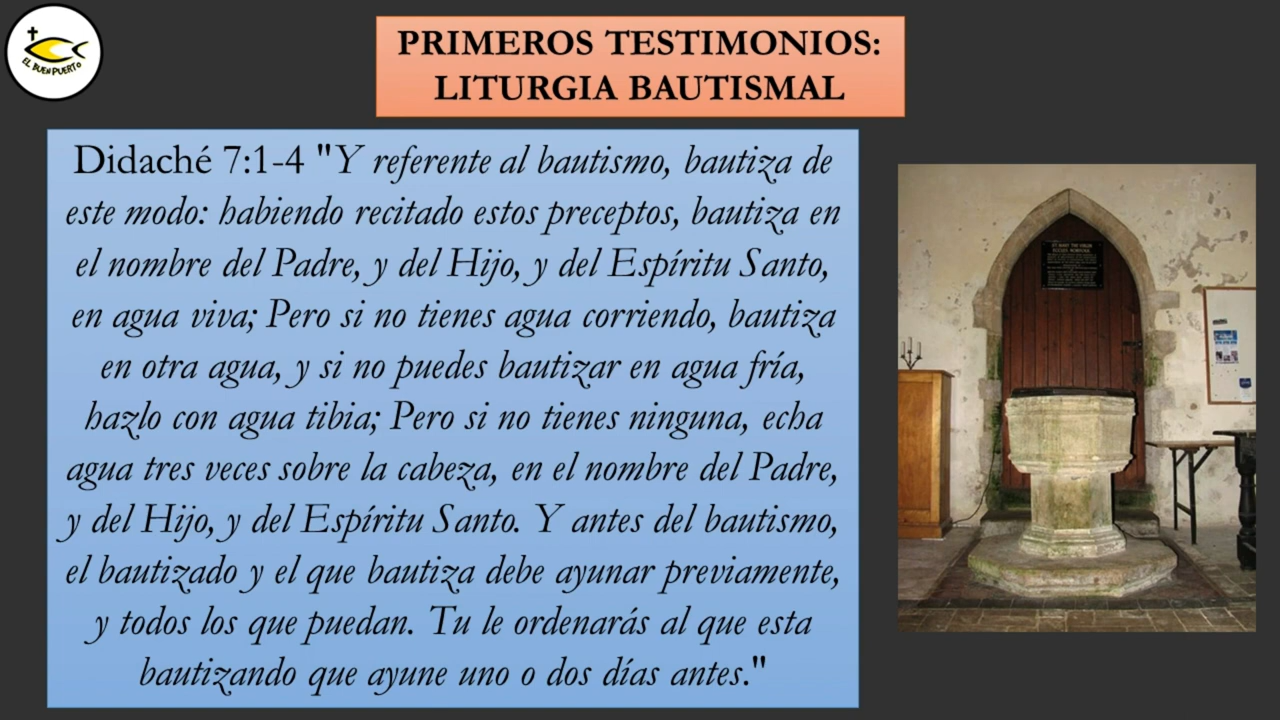 EL BUEN PUERTO
PRIMEROS TESTIMONIOS:
LITURGIA BAUTISMAL
Didaché 7:1-4 "Y referente al bautismo, bautiza de
este modo: habiendo recitado estos preceptos, bautiza en
el nombre del Padre, y del Hijo, y del Espíritu Santo,
en agua viva; Pero si no tienes agua corriendo, bautiza
en otra agua, y si no puedes bautizar en agua fría,
hazlo con agua tibia; Pero si no tienes ninguna, echa
agua tres veces sobre la cabeza, en el nombre del Padre,
y del Hijo, y del Espíritu Santo. Y antes del bautismo,
el bautizado y el que bautiza debe ayunar previamente,
y todos los que puedan. Tu le ordenarás al que esta
bautizando que ayune uno o dos días antes."